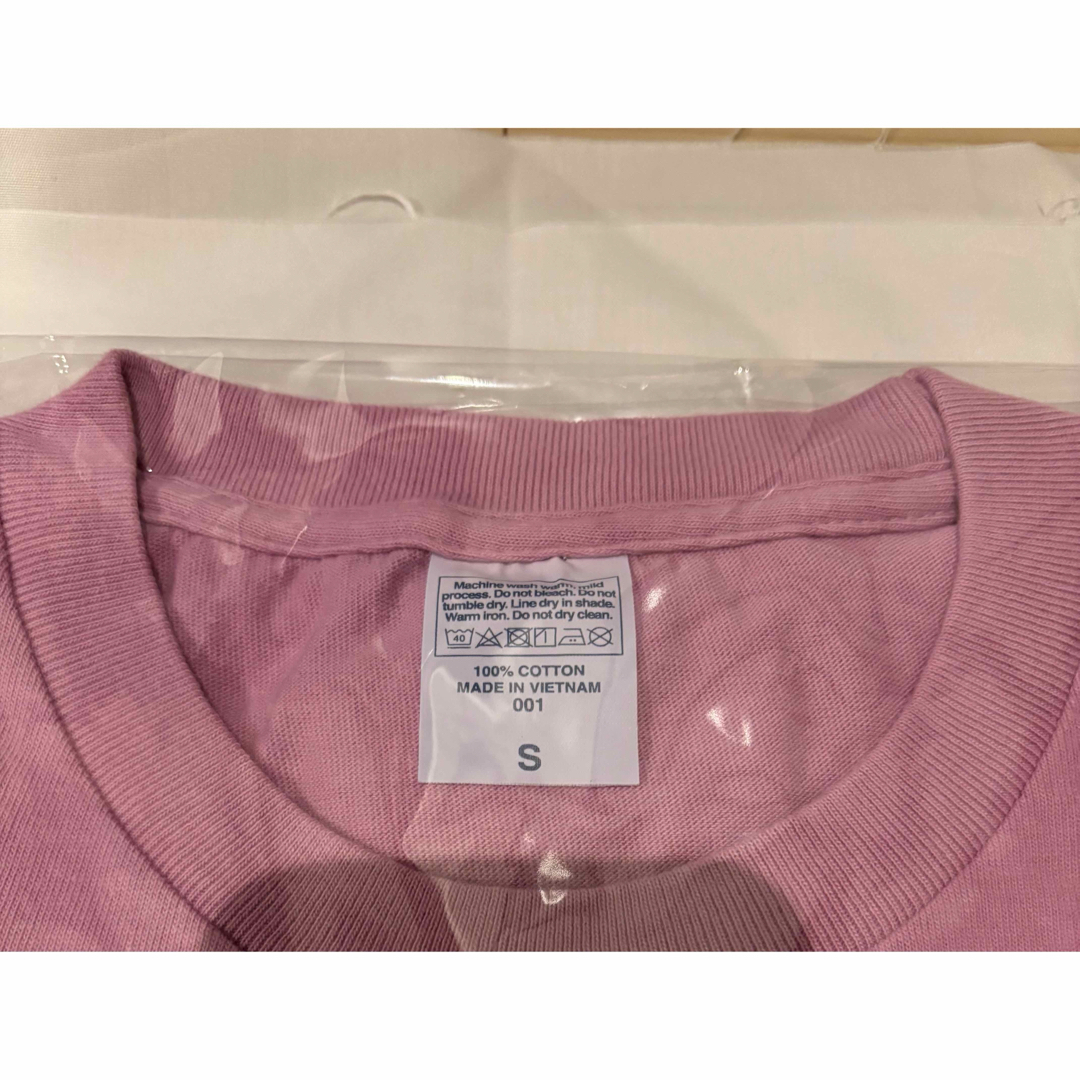 Machine wash warm, mild
process. Do not bleach. Do not
tumble dry. Line dry in shade.
Warm iron. Do not dry clean.
40
100% COTTON
MADE IN VIETNAM
001
S